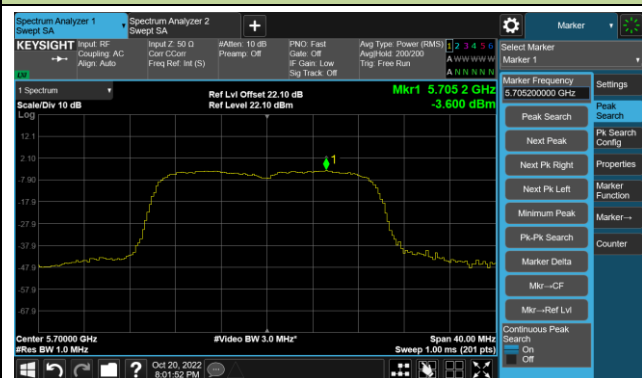 Spectrum Analyzer 1
Swept SA
Spectrum Analyzer 2
Swept SA
+
Marker
KEYSIGHT
Input: RF
Coupling: AC
Align: Auto
Input Z: 50 Ω
Corr CCorr
Freq Ref: Int (S)
#Atten: 10 dB
Preamp: Off
PNO: Fast
Gate: Off
IF Gain: Low
Sig Track: Off
Avg Type: Power (RMS)
Avg|Hold: 200/200
Trig: Free Run
1 2 3 4 5 6
A W W W W W
A N N N N N
LXI
Select Marker
Marker 1
1 Spectrum
Scale/Div 10 dB
Log
Ref Lvl Offset 22.10 dB
Ref Level 22.10 dBm
Mkr1 5.705 2 GHz
-3.600 dBm
12.1
2.10
-7.90
-17.9
-27.9
-37.9
-47.9
-57.9
-67.9
1
Center 5.70000 GHz
#Res BW 1.0 MHz
#Video BW 3.0 MHz*
Span 40.00 MHz
Sweep 1.00 ms (201 pts)
Marker Frequency
5.705200000 GHz
Peak Search
Next Peak
Next Pk Right
Next Pk Left
Minimum Peak
Pk-Pk Search
Marker Delta
Mkr→CF
Mkr→Ref Lvl
Continuous Peak
Search
On
Off
Settings
Peak
Search
Pk Search
Config
Properties
Marker
Function
Marker→
Counter
?
Oct 20, 2022
8:01:52 PM